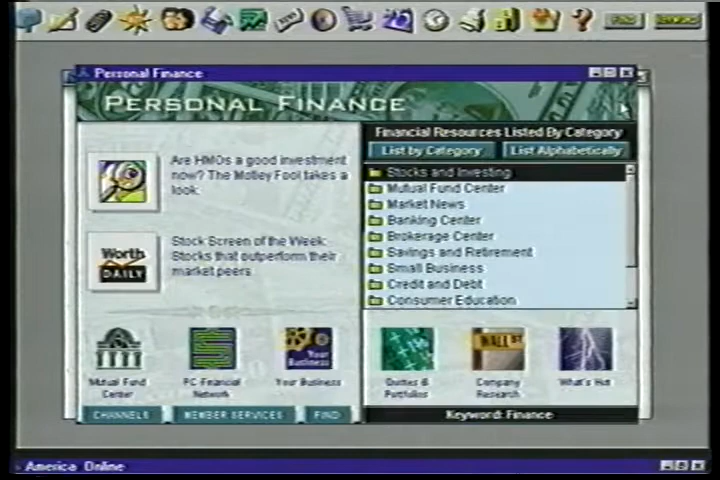 NEWS
FIND
KEYWORD
Personal Finance
PERSONAL FINANCE
Are HMOs a good investment
now? The Motley Fool takes a
look.
Worth
DAILY
Stock Screen of the Week:
Stocks that outperform their
market peers
Mutual Fund
Center
PC Financial
Network
Your
Business
Your Business
CHANNELS
MEMBER SERVICES
FIND
Financial Resources Listed By Category
List by Category
List Alphabetically
Stocks and Investing
Mutual Fund Center
Market News
Banking Center
Brokerage Center
Savings and Retirement
Small Business
Credit and Debt
Consumer Education
WALL ST
Quotes &
Portfolios
Company
Research
What's Hot
Keyword: Finance
America Online